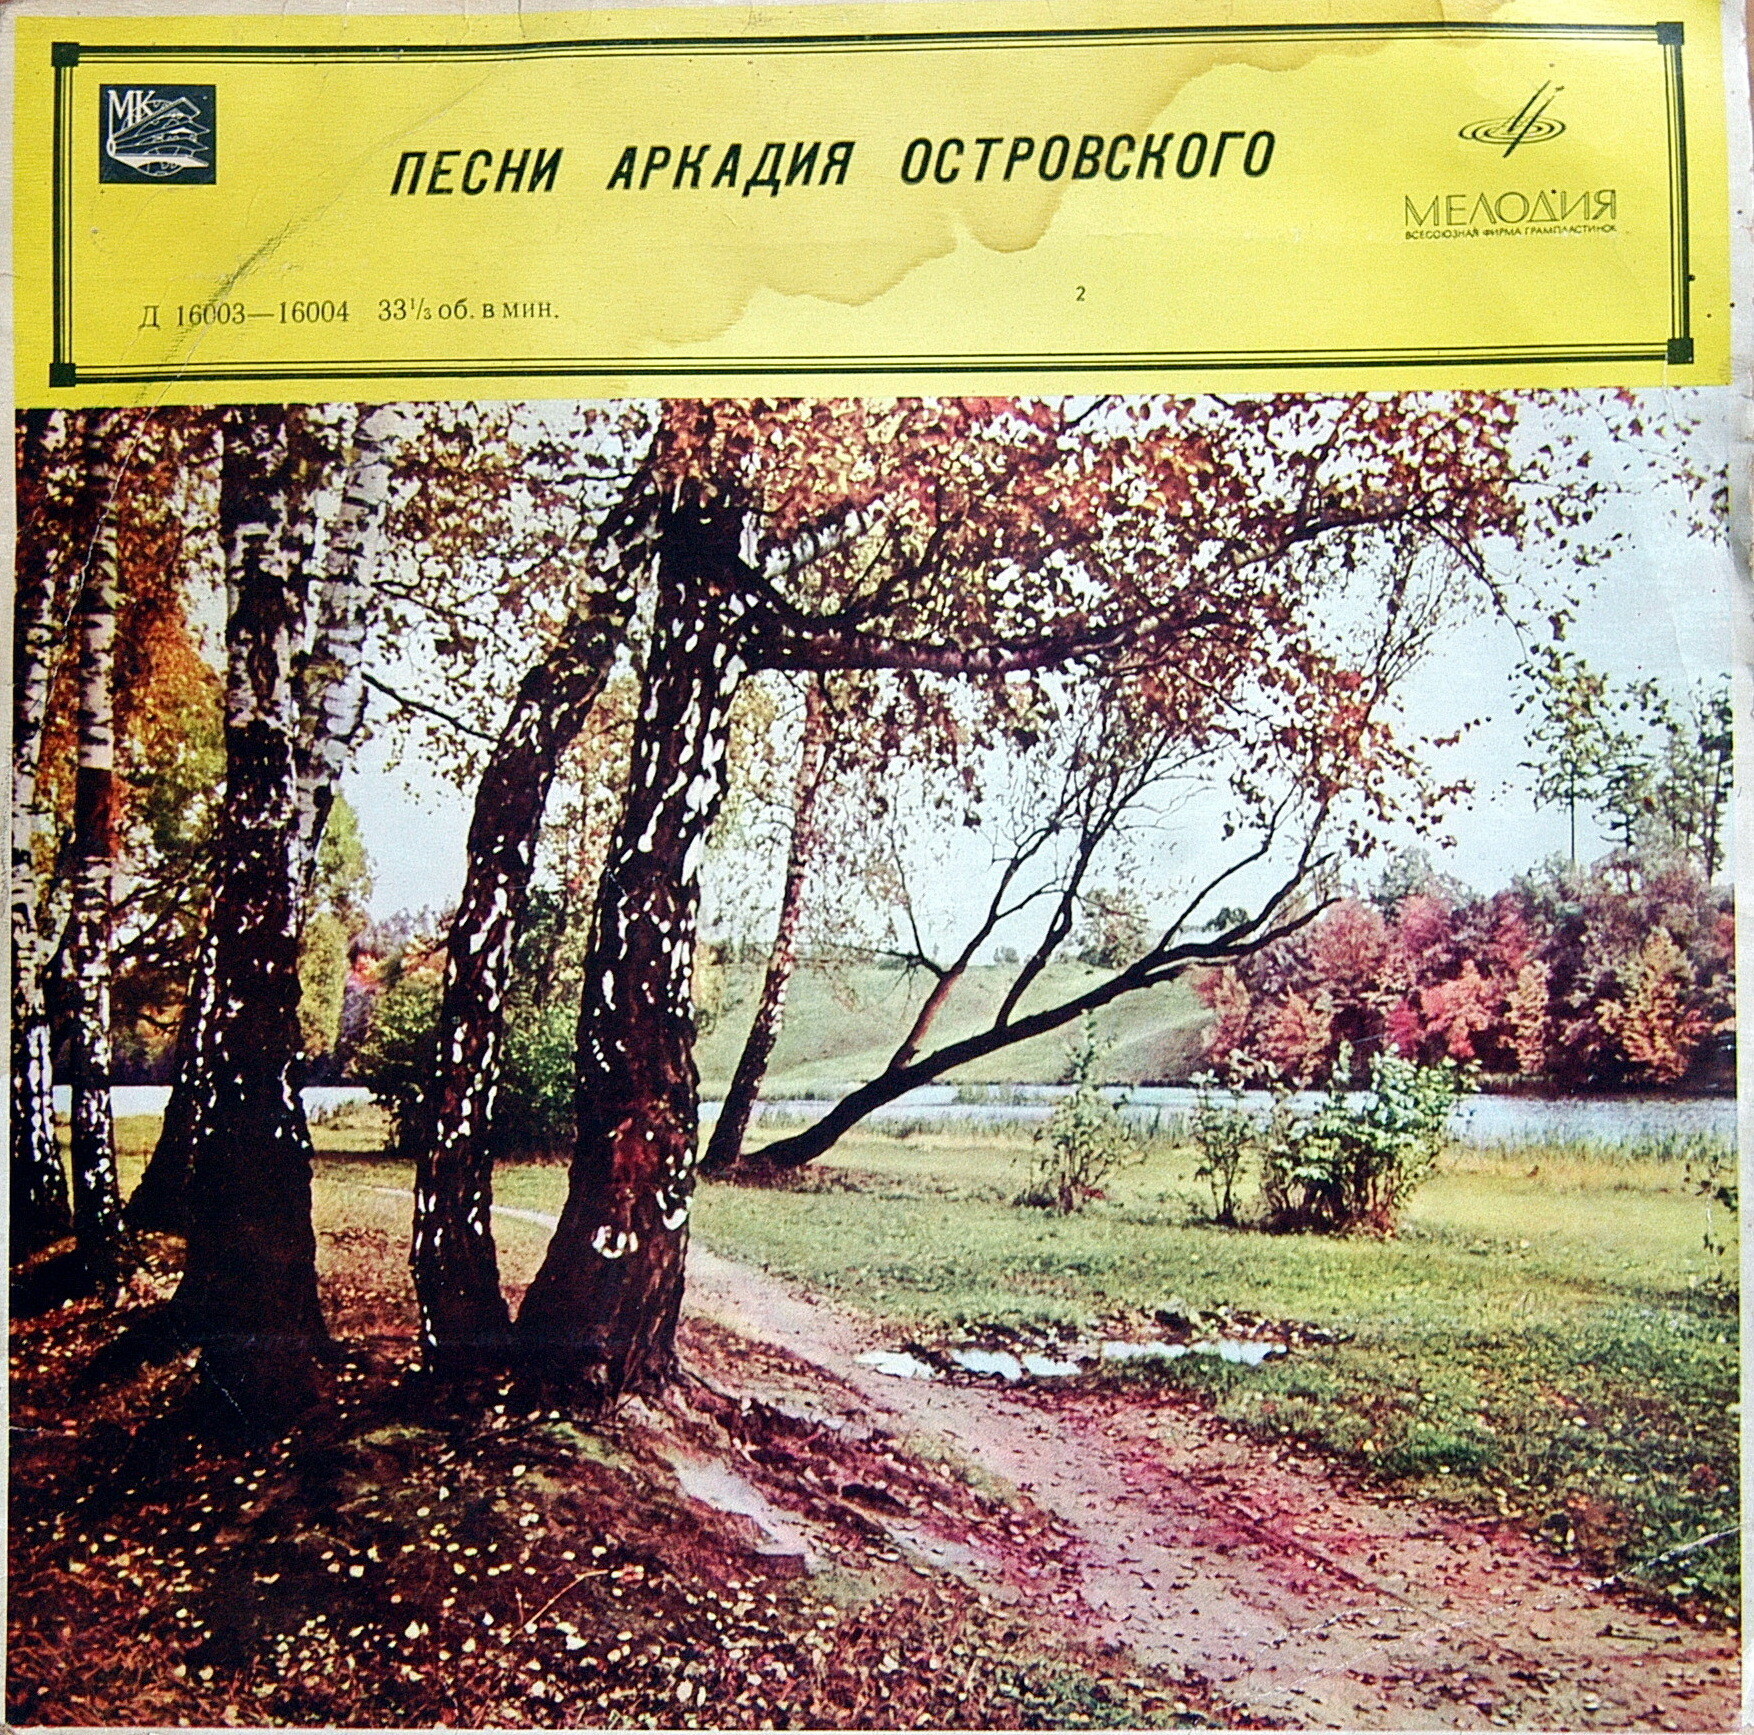 МК
ПЕСНИ АРКАДИЯ ОСТРОВСКОГО
МЕЛОДИЯ
ВСЕСОЮЗНАЯ ФИРМА ГРАМПЛАСТИНОК
Д 16003—16004 33⅓ об. в мин.
2